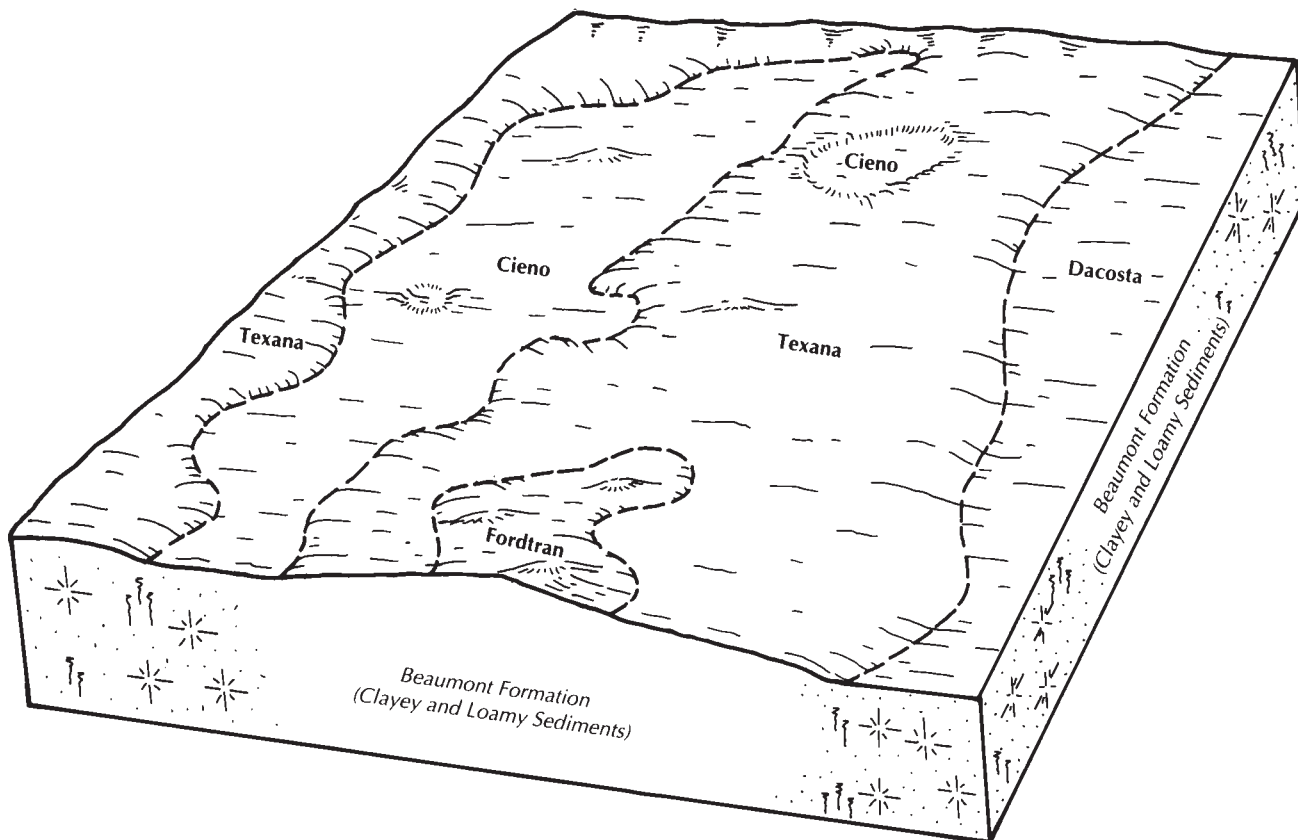 Cieno
Cieno
Dacosta
Texana
Texana
Fordtran
Beaumont Formation
(Clayey and Loamy Sediments)
Beaumont Formation
(Clayey and Loamy Sediments)